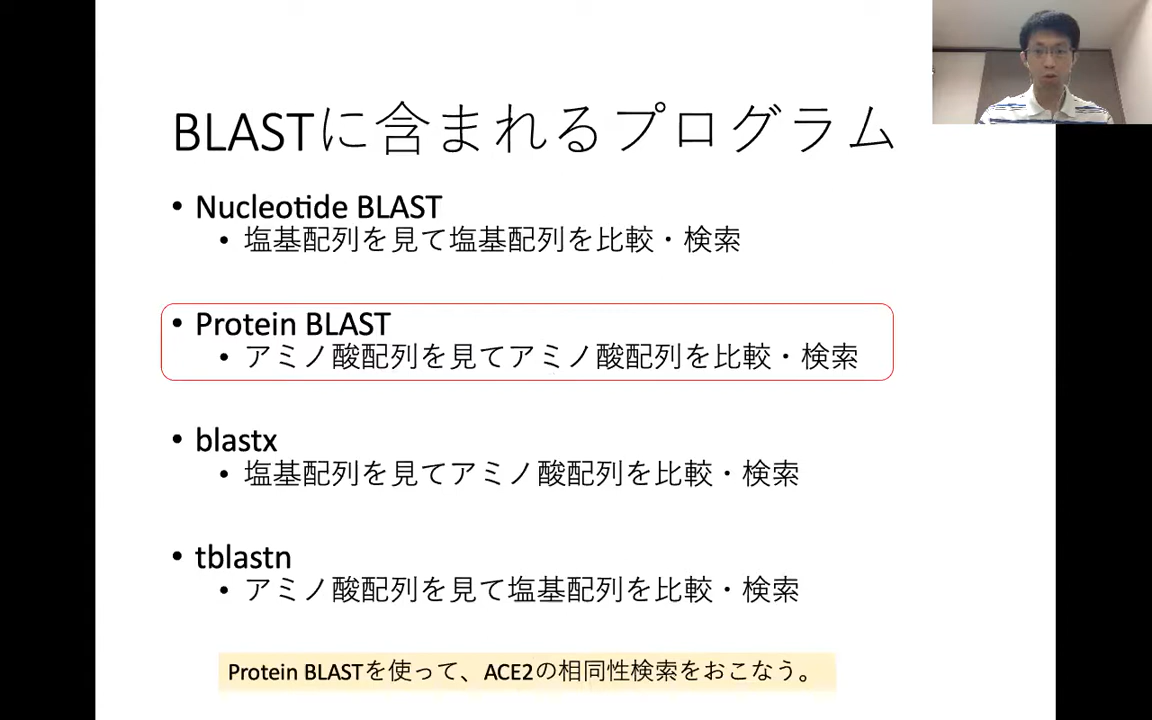 BLASTに含まれるプログラム
• Nucleotide BLAST
• 塩基配列を見て塩基配列を比較・検索
• Protein BLAST
• アミノ酸配列を見てアミノ酸配列を比較・検索
• blastx
• 塩基配列を見てアミノ酸配列を比較・検索
• tblastn
• アミノ酸配列を見て塩基配列を比較・検索
Protein BLASTを使って、ACE2の相同性検索をおこなう。